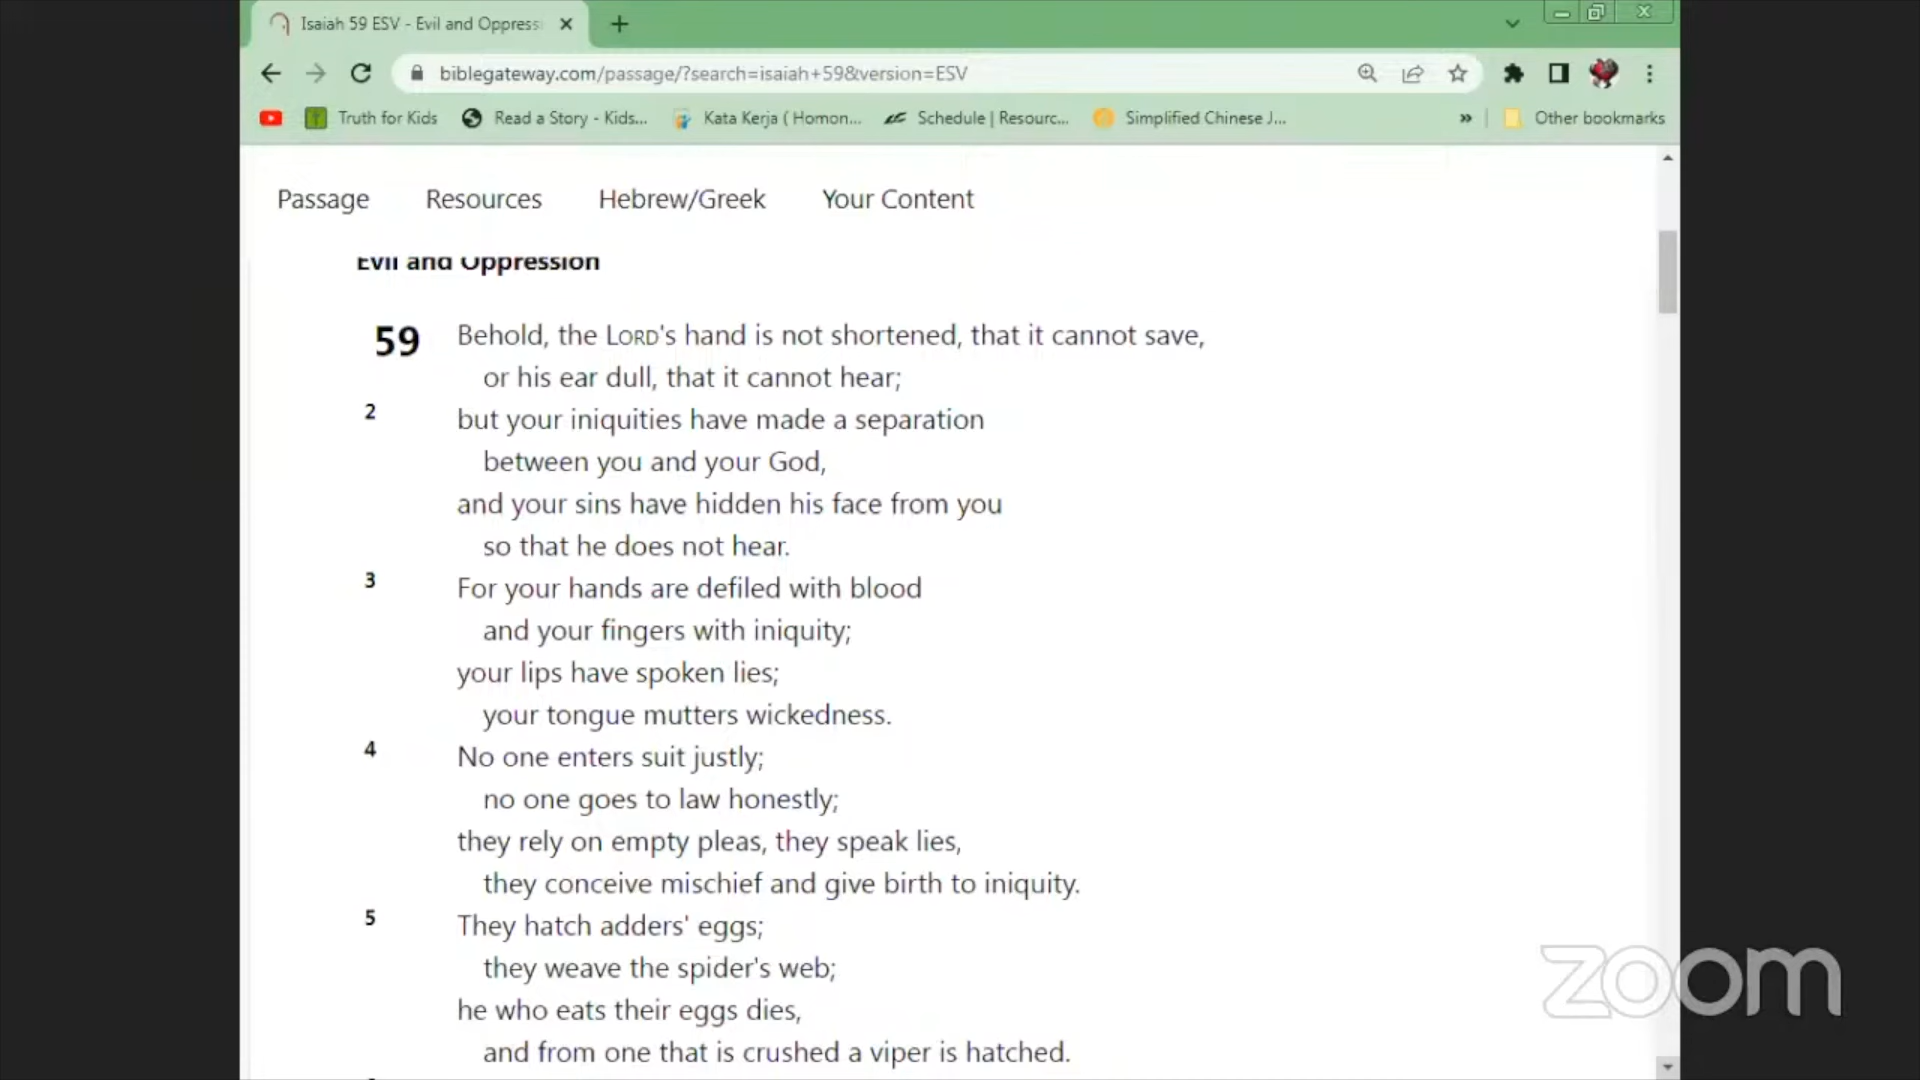 Isaiah 59 ESV - Evil and Oppress
biblegateway.com/passage/?search=isaiah+59&version=ESV
Truth for Kids
Read a Story - Kids...
Kata Kerja ( Homon...
Schedule | Resourc...
Simplified Chinese J...
»
Other bookmarks
Passage
Resources
Hebrew/Greek
Your Content
Evil and Oppression
59 Behold, the LORD's hand is not shortened, that it cannot save,
or his ear dull, that it cannot hear;
2 but your iniquities have made a separation
between you and your God,
and your sins have hidden his face from you
so that he does not hear.
3 For your hands are defiled with blood
and your fingers with iniquity;
your lips have spoken lies;
your tongue mutters wickedness.
4 No one enters suit justly;
no one goes to law honestly;
they rely on empty pleas, they speak lies,
they conceive mischief and give birth to iniquity.
5 They hatch adders' eggs;
they weave the spider's web;
he who eats their eggs dies,
and from one that is crushed a viper is hatched.
zoom